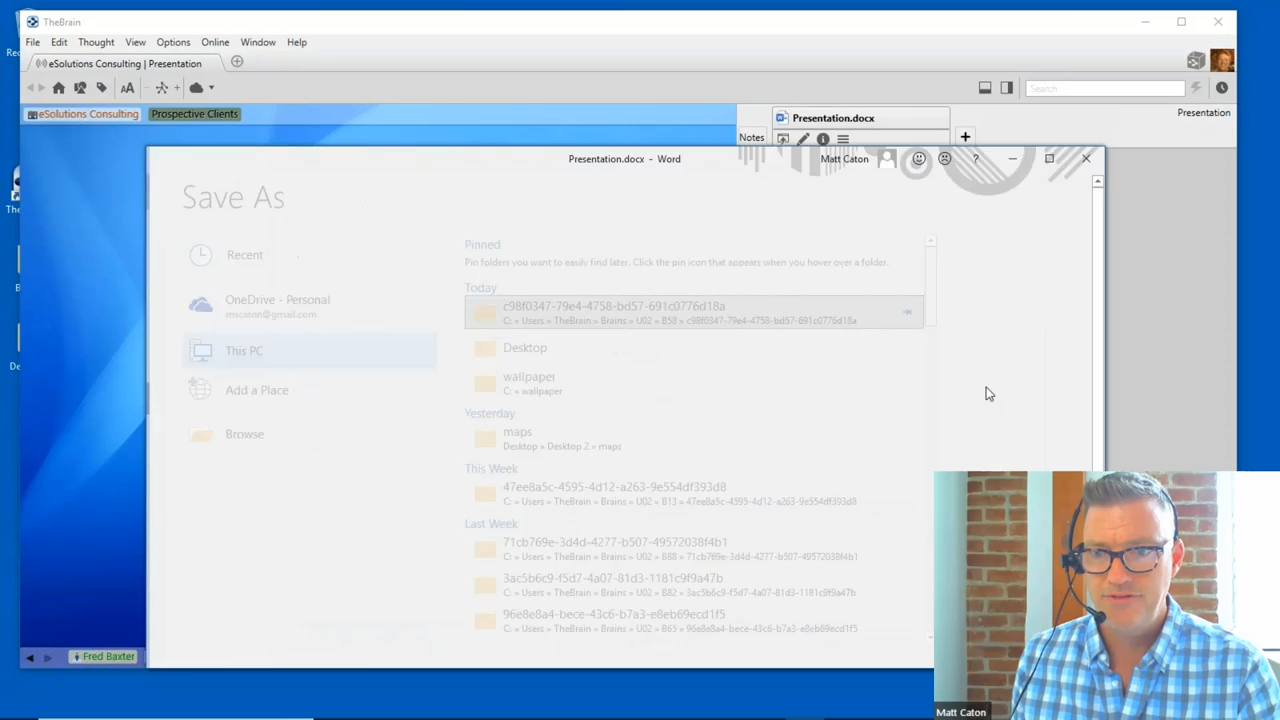 TheBrain
File Edit Thought View Options Online Window Help
eSolutions Consulting | Presentation
Search
eSolutions Consulting Prospective Clients
Presentation.docx
Presentation
Notes
Presentation.docx - Word
Matt Caton
?
Save As
Recent
OneDrive - Personal
mscaton@gmail.com
This PC
Add a Place
Browse
Pinned
Pin folders you want to easily find later. Click the pin icon that appears when you hover over a folder.
Today
c98f0347-79e4-4758-bd57-691c0776d18a
C: » Users » TheBrain » Brains » U02 » B58 » c98f0347-79e4-4758-bd57-691c0776d18a
Desktop
wallpaper
C: » wallpaper
Yesterday
maps
Desktop » Desktop 2 » maps
This Week
47ee8a5c-4595-4d12-a263-9e554df393d8
C: » Users » TheBrain » Brains » U02 » B13 » 47ee8a5c-4595-4d12-a263-9e554df393d8
Last Week
71cb769e-3d4d-4277-b507-49572038f4b1
C: » Users » TheBrain » Brains » U02 » B88 » 71cb769e-3d4d-4277-b507-49572038f4b1
3ac5b6c9-f5d7-4a07-81d3-1181c9f9a47b
C: » Users » TheBrain » Brains » U02 » B82 » 3ac5b6c9-f5d7-4a07-81d3-1181c9f9a47b
96e8e8a4-bece-43c6-b7a3-e8eb69ecd1f5
C: » Users » TheBrain » Brains » U02 » B65 » 96e8e8a4-bece-43c6-b7a3-e8eb69ecd1f5
Fred Baxter
Matt Caton